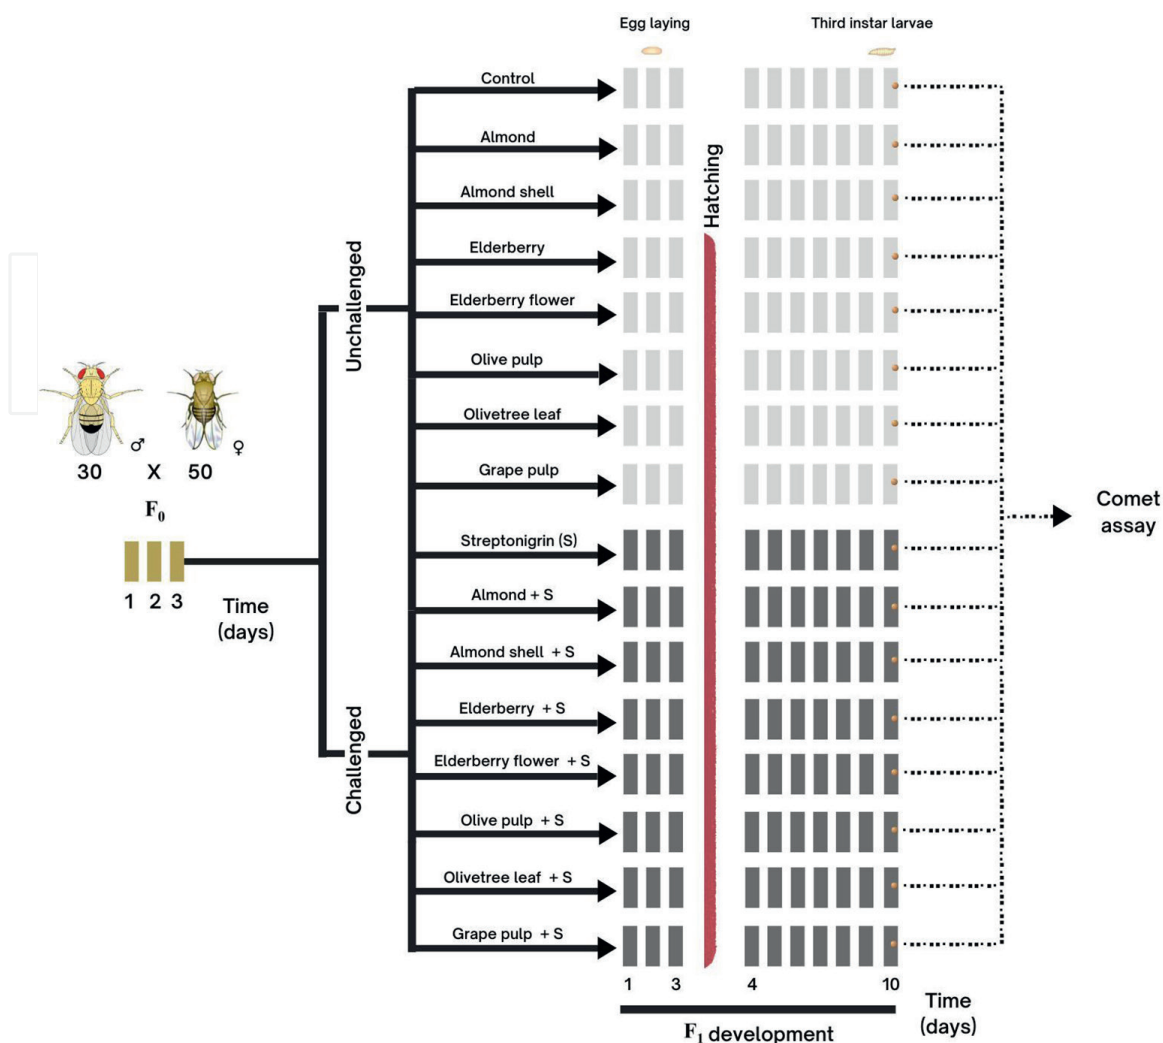 Egg laying
Third instar larvae
Control
Almond
Almond shell
Elderberry
Elderberry flower
Olive pulp
Olivetree leaf
Grape pulp
Streptonigrin (S)
Almond + S
Almond shell + S
Elderberry + S
Elderberry flower + S
Olive pulp + S
Olivetree leaf + S
Grape pulp + S
Unchallenged
Challenged
Hatching
♂
♀
30 X 50
F₀
1 2 3
Time
(days)
Comet
assay
1 3 4 10
Time
(days)
F₁ development